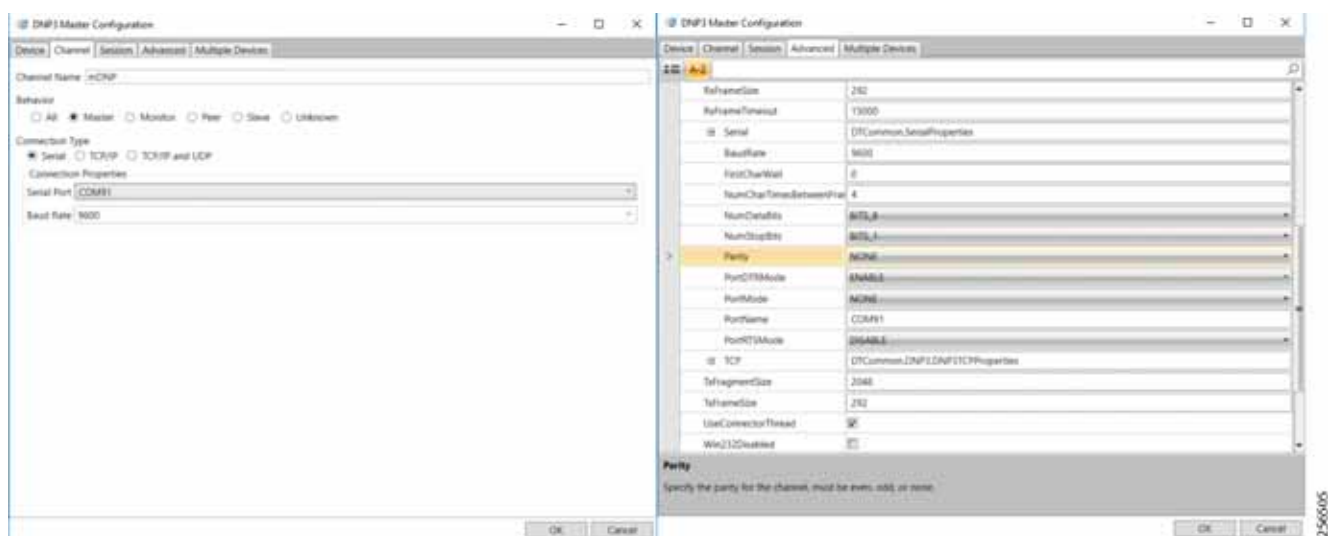 DNP3 Master Configuration
Device Channel Session Advanced Multiple Devices
Channel Name mDNP
Behavior
All Master Monitor Peer Slave Unknown
Connection Type
Serial TCP/IP TCP/IP and UDP
Connection Properties
Serial Port COM91
Baud Rate 9600
OK Cancel
DNP3 Master Configuration
Device Channel Session Advanced Multiple Devices
A-Z
RxFrameSize 292
RxFrameTimeout 15000
Serial DTCommon.SerialProperties
BaudRate 9600
FirstCharWait 0
NumCharTimesBetweenFrar 4
NumDataBits BITS_8
NumStopBits BITS_1
Parity NONE
PortDTRMode ENABLE
PortMode NONE
PortName COM91
PortRTSMode DISABLE
TCP DTCommon.DNP3.DNP3TCPProperties
TxFragmentSize 2048
TxFrameSize 292
UseConnectorThread
Win232Disabled
Parity
Specify the parity for the channel, must be even, odd, or none.
OK Cancel
256505